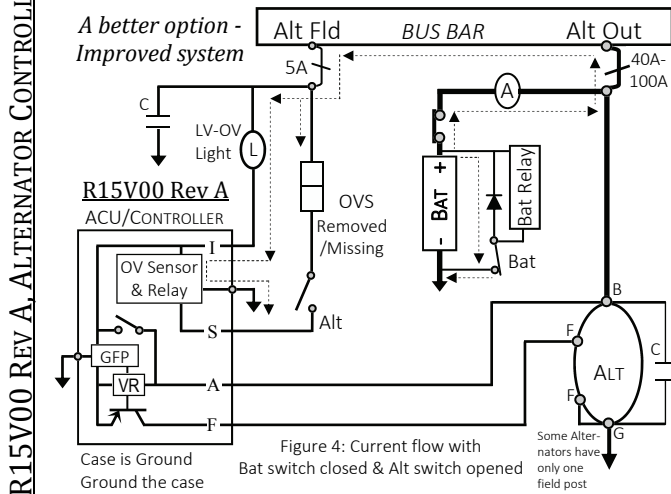 R15V00 REV A, ALTERNATOR CONTROLL
A better option -
Improved system
Alt Fld
BUS BAR
Alt Out
5A
40A-
100A
C
LV-OV
Light
L
A
R15V00 Rev A
ACU/CONTROLLER
OVS
Removed
/Missing
- BAT +
Bat Relay
Bat
I
OV Sensor
& Relay
S
Alt
GFP
VR
A
F
B
F
ALT
C
F
G
Case is Ground
Ground the case
Figure 4: Current flow with
Bat switch closed & Alt switch opened
Some Alter-
nators have
only one
field post